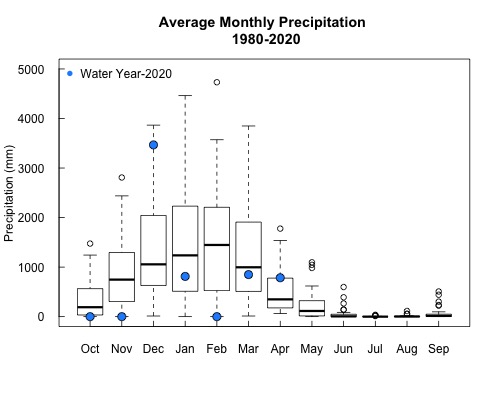 Average Monthly Precipitation
1980-2020
Water Year-2020
Precipitation (mm)
5000
4000
3000
2000
1000
0
Oct Nov Dec Jan Feb Mar Apr May Jun Jul Aug Sep